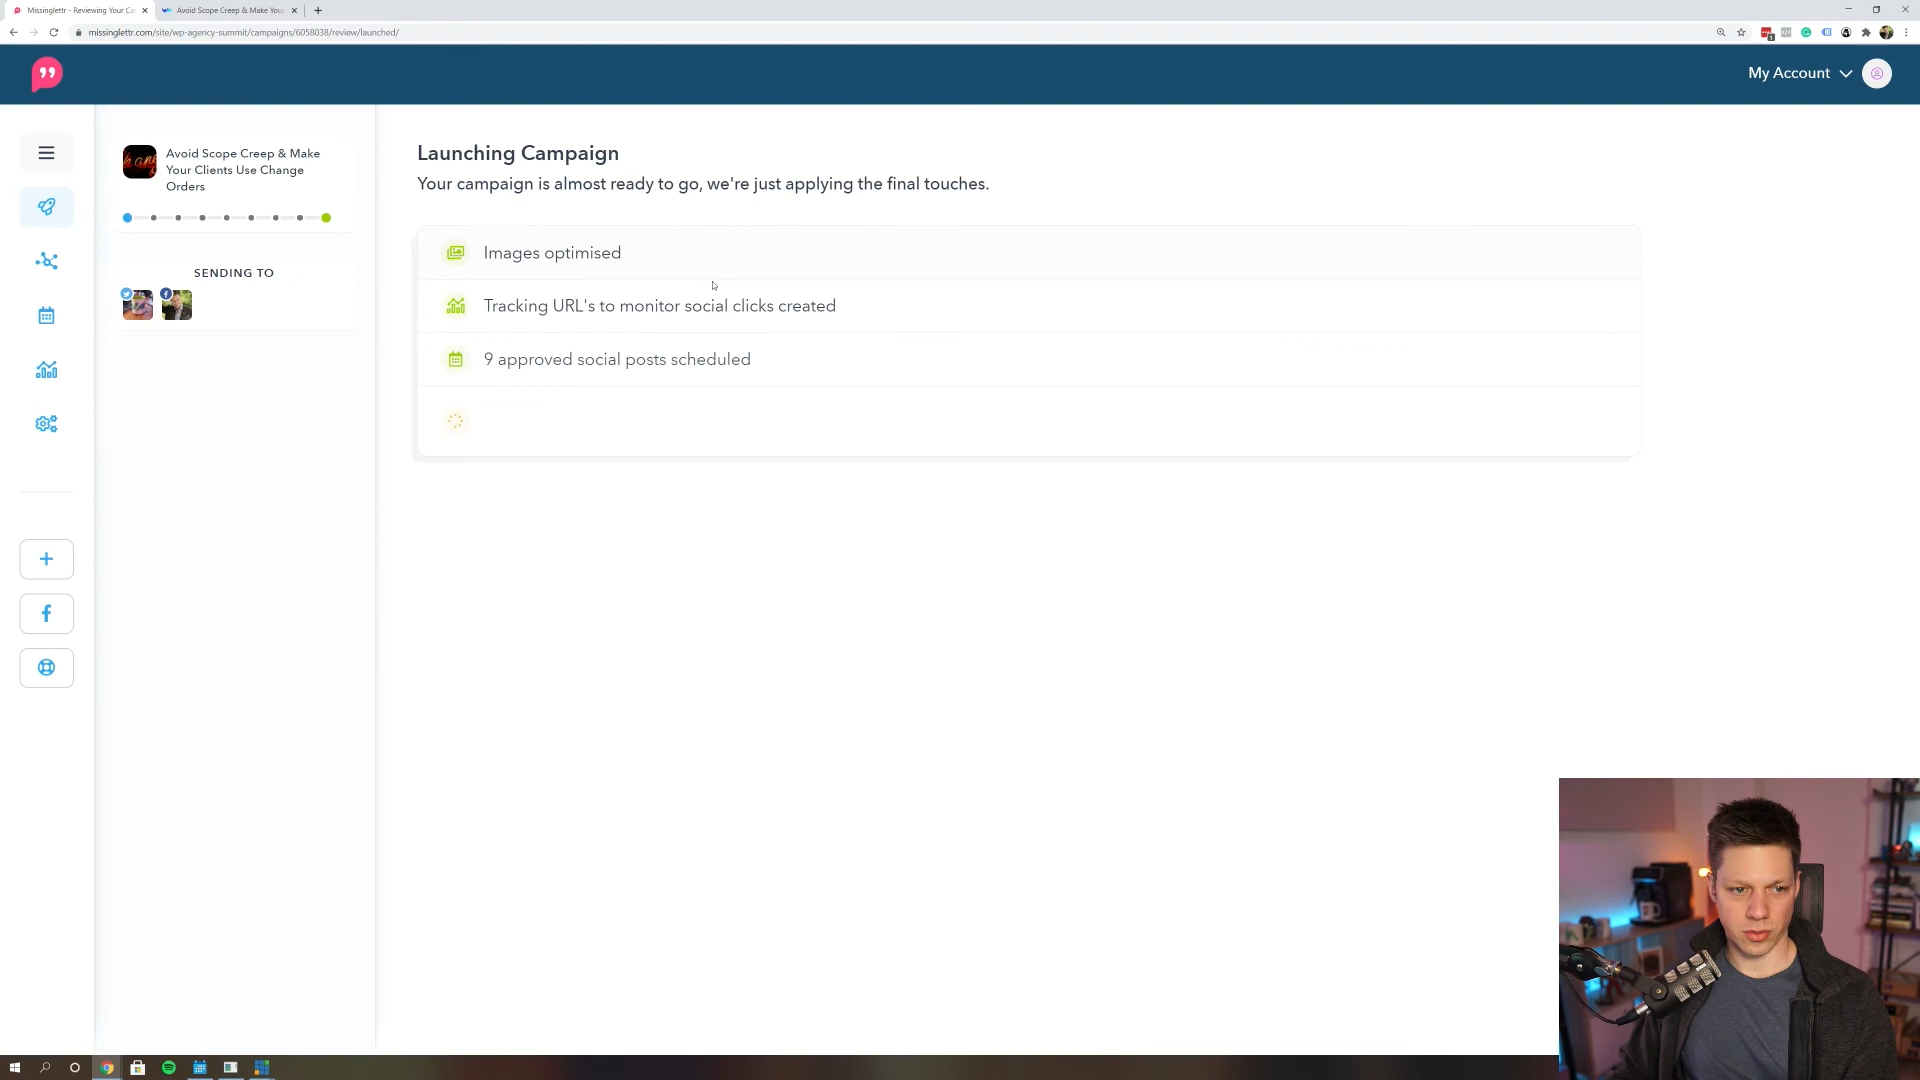 Missinglettr - Reviewing Your Ca
Avoid Scope Creep & Make Your
missinglettr.com/site/wp-agency-summit/campaigns/6058038/review/launched/
My Account
Avoid Scope Creep & Make
Your Clients Use Change
Orders
SENDING TO
Launching Campaign
Your campaign is almost ready to go, we're just applying the final touches.
Images optimised
Tracking URL's to monitor social clicks created
9 approved social posts scheduled